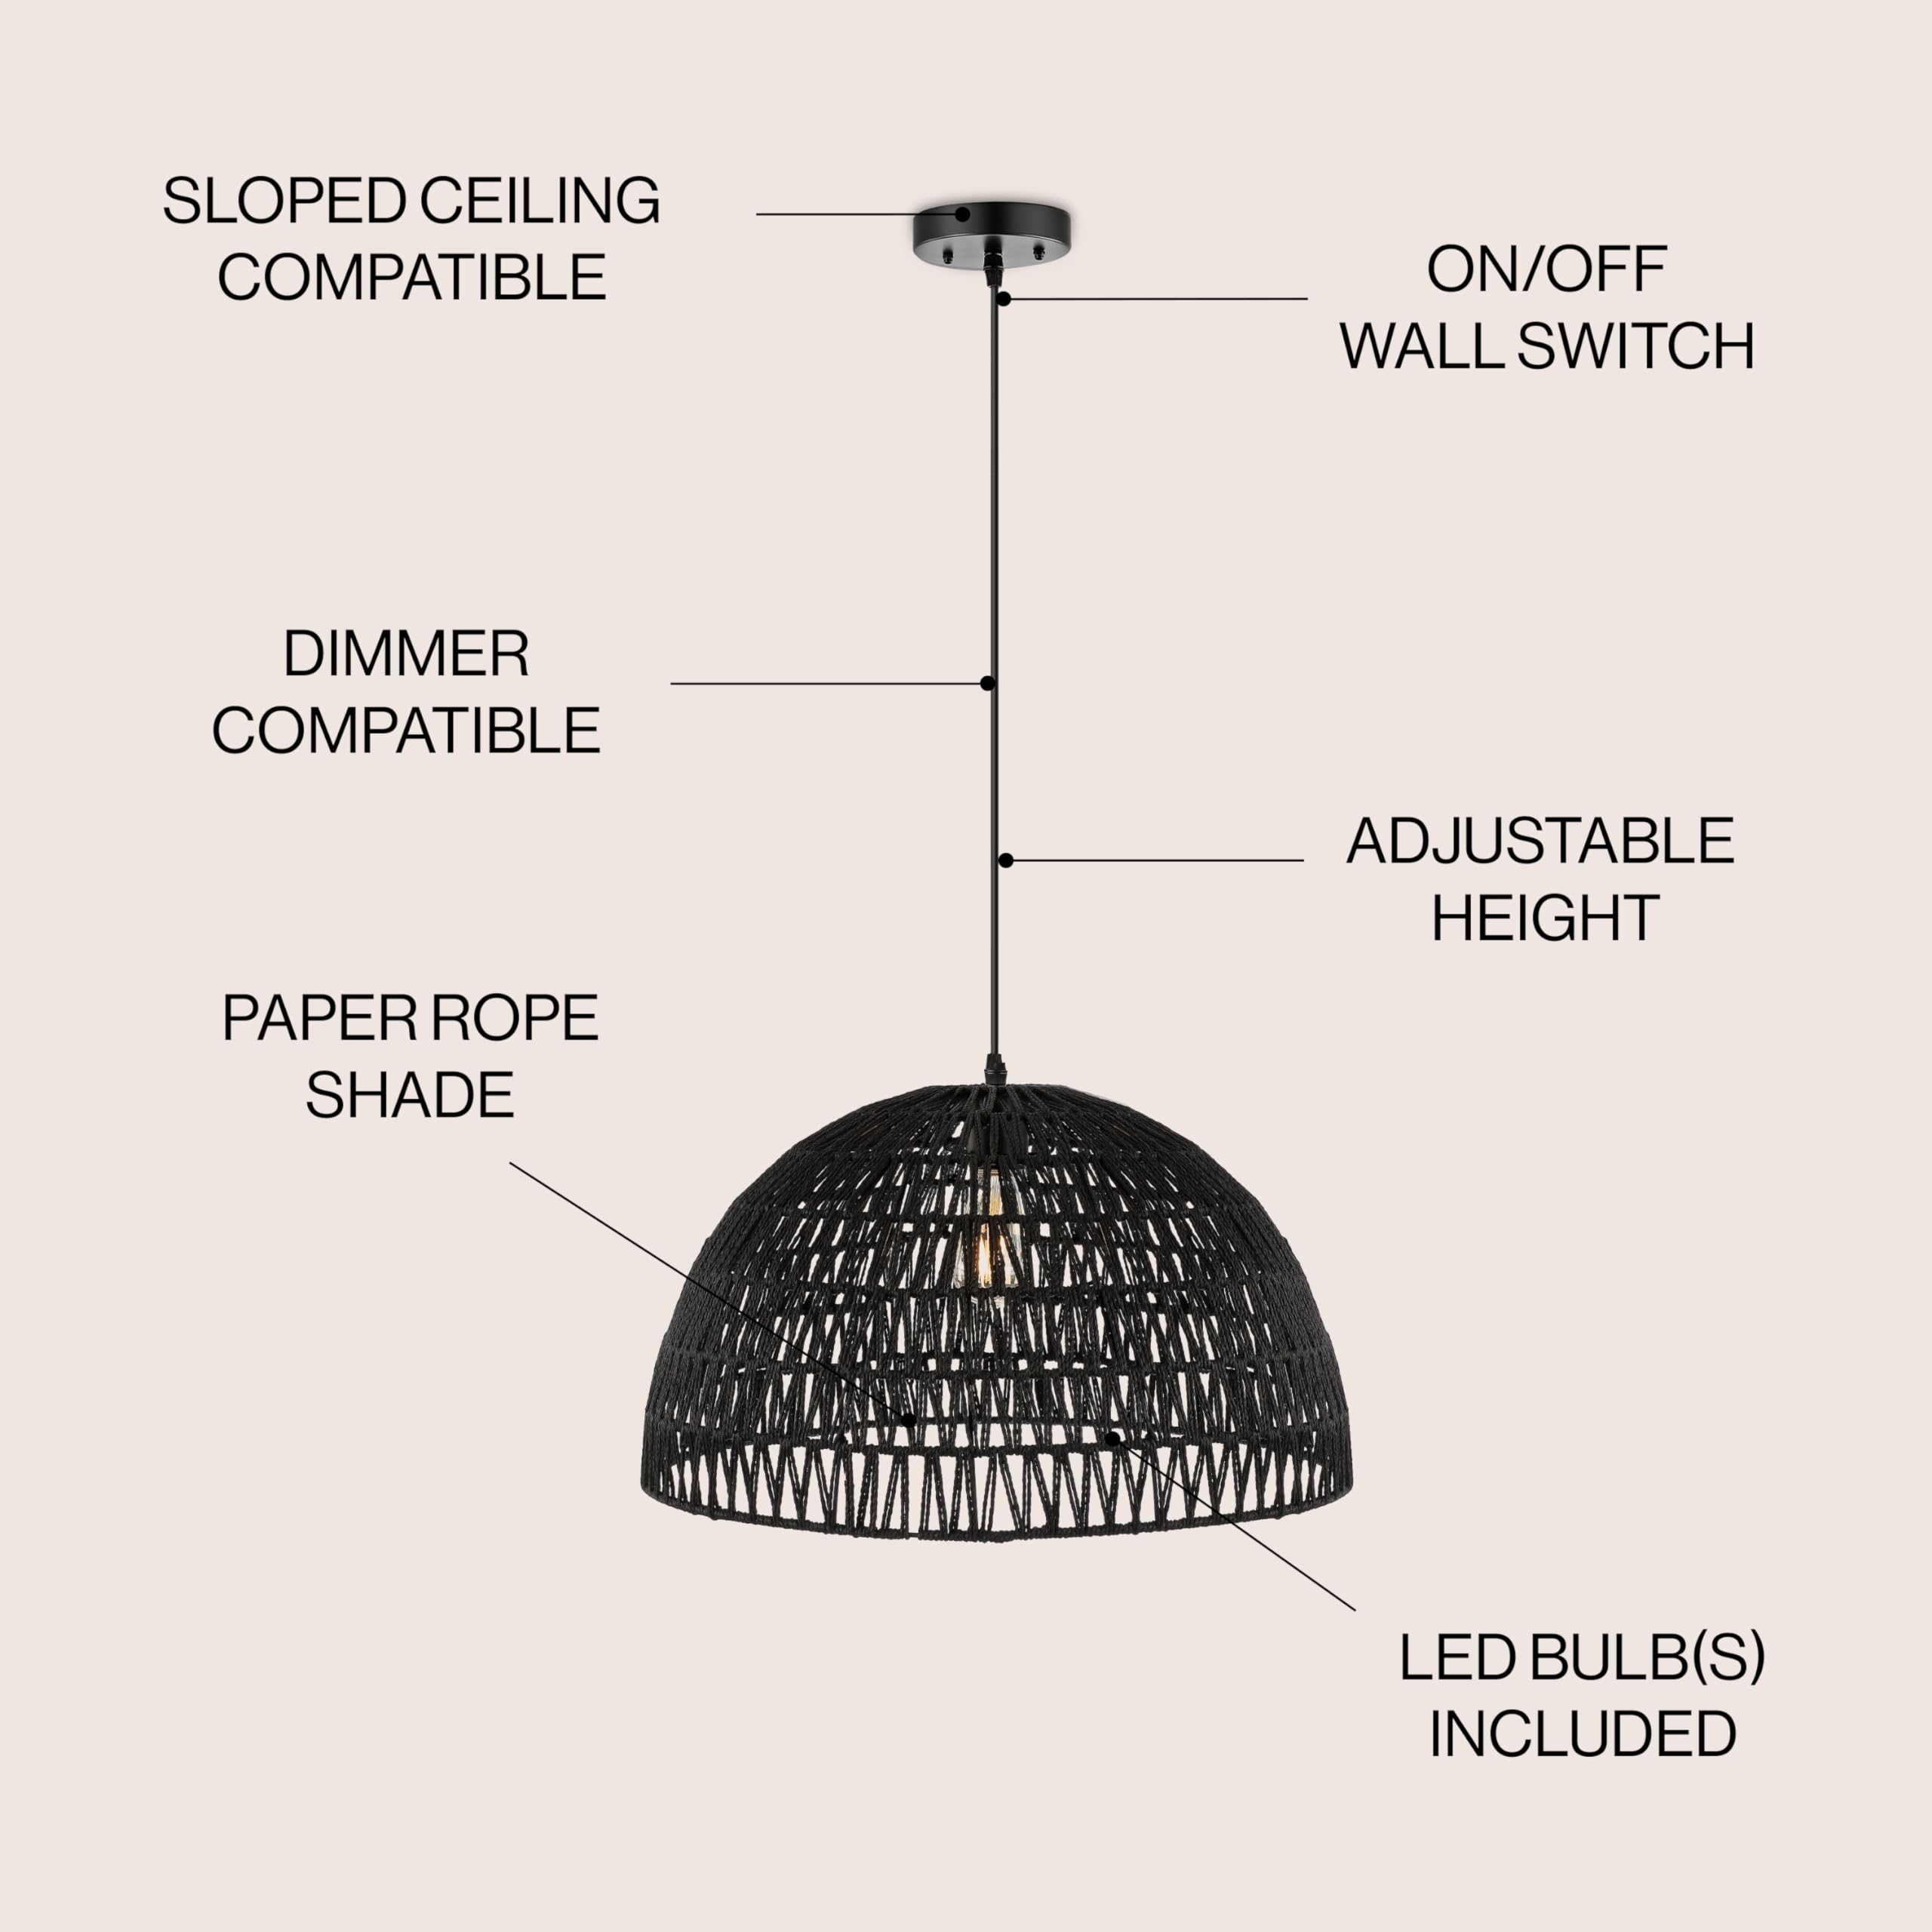 SLOPED CEILING
COMPATIBLE
ON/OFF
WALL SWITCH
DIMMER
COMPATIBLE
ADJUSTABLE
HEIGHT
PAPER ROPE
SHADE
LED BULB(S)
INCLUDED